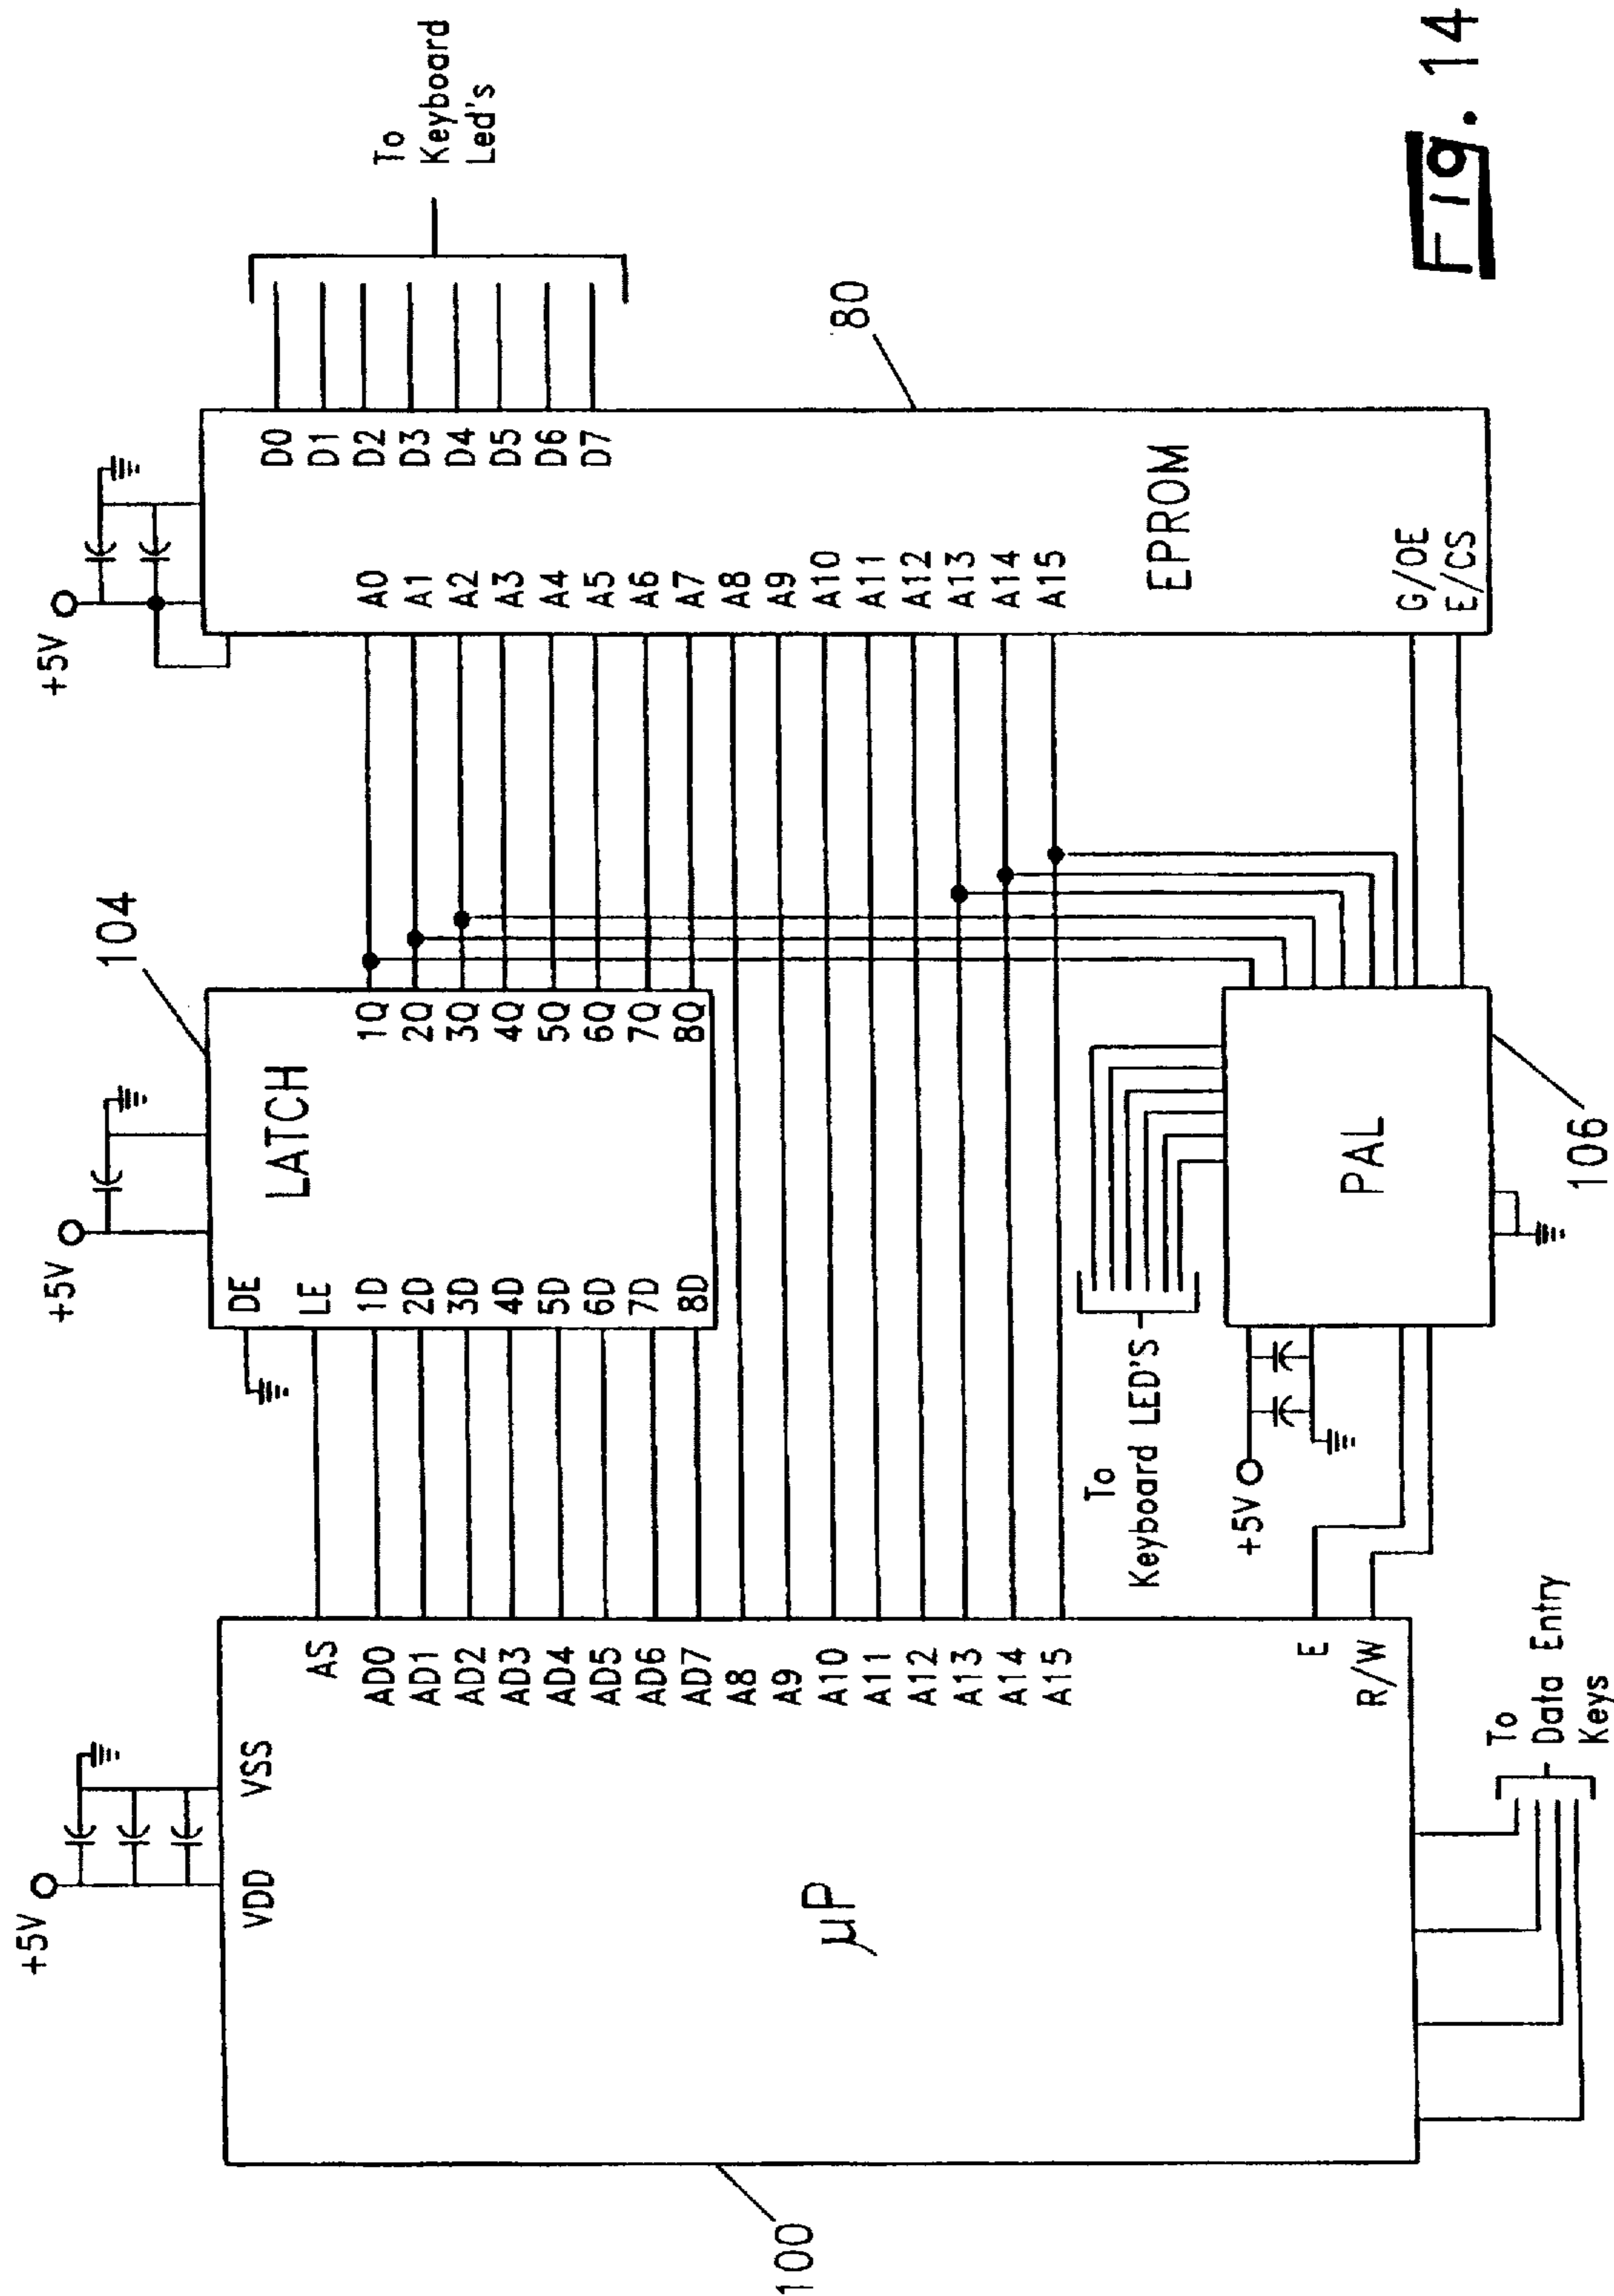 +5V
VDD
VSS
AS
AD0
AD1
AD2
AD3
AD4
AD5
AD6
AD7
A8
A9
A10
A11
A12
A13
A14
A15
E
R/W
µP
100
To
Data Entry
Keys
+5V
104
LATCH
DE
LE
1D
2D
3D
4D
5D
6D
7D
8D
1Q
2Q
3Q
4Q
5Q
6Q
7Q
8Q
To
Keyboard LED'S
+5V
PAL
106
+5V
A0
A1
A2
A3
A4
A5
A6
A7
A8
A9
A10
A11
A12
A13
A14
A15
D0
D1
D2
D3
D4
D5
D6
D7
EPROM
G/OE
E/CS
80
To
Keyboard
Led's
Fig. 14